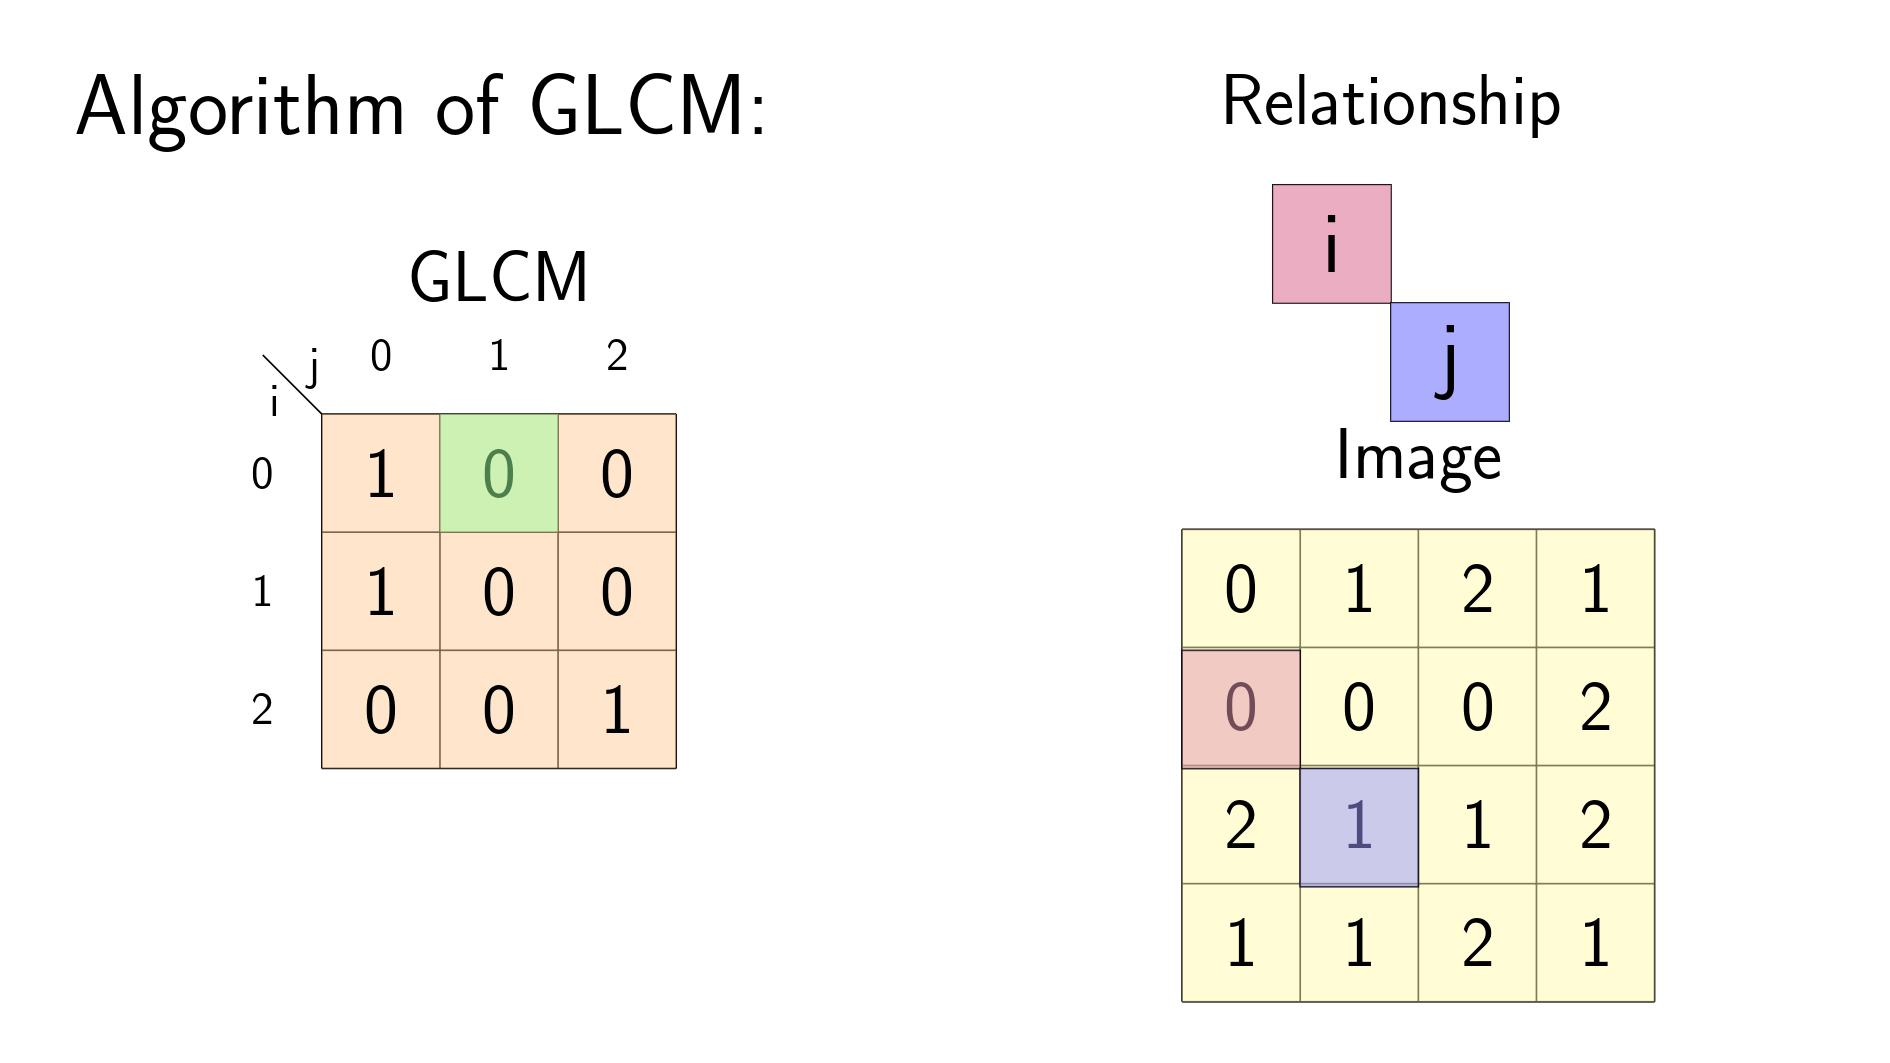 Algorithm of GLCM:
GLCM
j 0 1 2
i
0 1 0 0
1 1 0 0
2 0 0 1
Relationship
i
j
Image
0 1 2 1
0 0 0 2
2 1 1 2
1 1 2 1